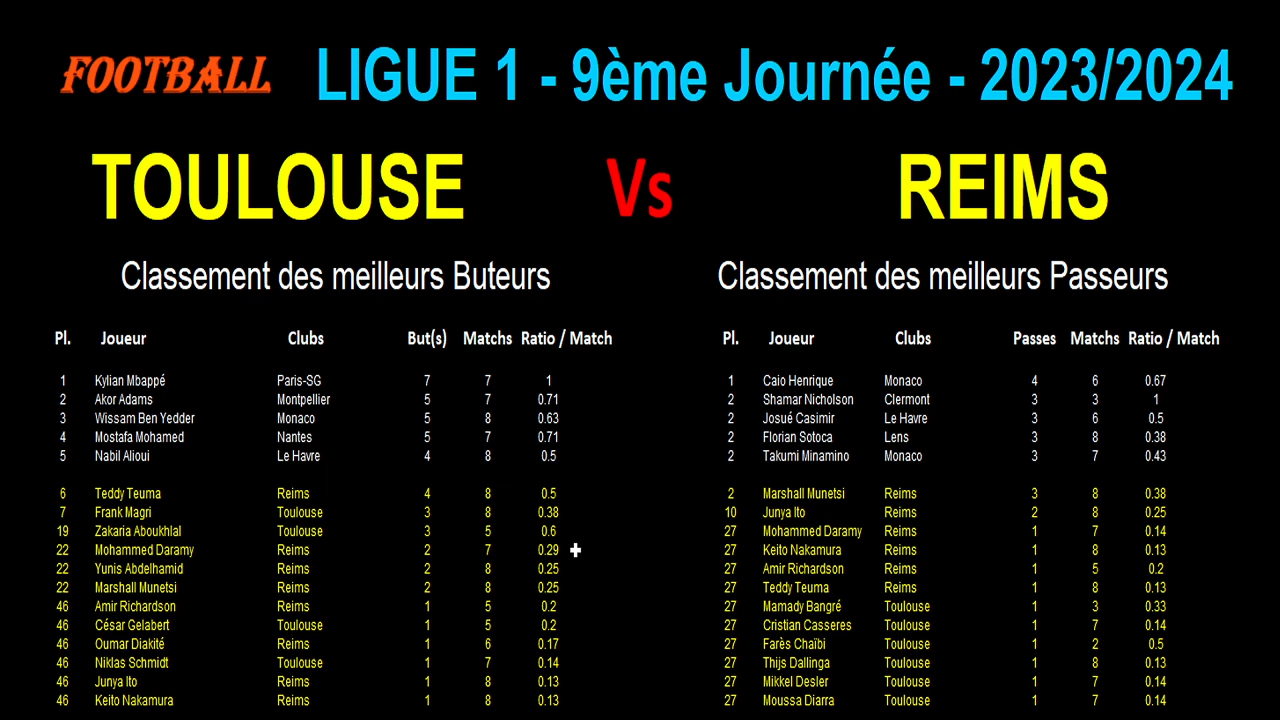 FOOTBALL LIGUE 1 - 9ème Journée - 2023/2024
TOULOUSE Vs REIMS
Classement des meilleurs Buteurs
Pl. Joueur Clubs But(s) Matchs Ratio / Match
1 Kylian Mbappé Paris-SG 7 7 1
2 Akor Adams Montpellier 5 7 0.71
3 Wissam Ben Yedder Monaco 5 8 0.63
4 Mostafa Mohamed Nantes 5 7 0.71
5 Nabil Alioui Le Havre 4 8 0.5
6 Teddy Teuma Reims 4 8 0.5
7 Frank Magri Toulouse 3 8 0.38
19 Zakaria Aboukhlal Toulouse 3 5 0.6
22 Mohammed Daramy Reims 2 7 0.29
22 Yunis Abdelhamid Reims 2 8 0.25
22 Marshall Munetsi Reims 2 8 0.25
46 Amir Richardson Reims 1 5 0.2
46 César Gelabert Toulouse 1 5 0.2
46 Oumar Diakité Reims 1 6 0.17
46 Niklas Schmidt Toulouse 1 7 0.14
46 Junya Ito Reims 1 8 0.13
46 Keito Nakamura Reims 1 8 0.13
Classement des meilleurs Passeurs
Pl. Joueur Clubs Passes Matchs Ratio / Match
1 Caio Henrique Monaco 4 6 0.67
2 Shamar Nicholson Clermont 3 3 1
2 Josué Casimir Le Havre 3 6 0.5
2 Florian Sotoca Lens 3 8 0.38
2 Takumi Minamino Monaco 3 7 0.43
2 Marshall Munetsi Reims 3 8 0.38
10 Junya Ito Reims 2 8 0.25
27 Mohammed Daramy Reims 1 7 0.14
27 Keito Nakamura Reims 1 8 0.13
27 Amir Richardson Reims 1 5 0.2
27 Teddy Teuma Reims 1 8 0.13
27 Mamady Bangré Toulouse 1 3 0.33
27 Cristian Casseres Toulouse 1 7 0.14
27 Farès Chaïbi Toulouse 1 2 0.5
27 Thijs Dallinga Toulouse 1 8 0.13
27 Mikkel Desler Toulouse 1 7 0.14
27 Moussa Diarra Toulouse 1 7 0.14